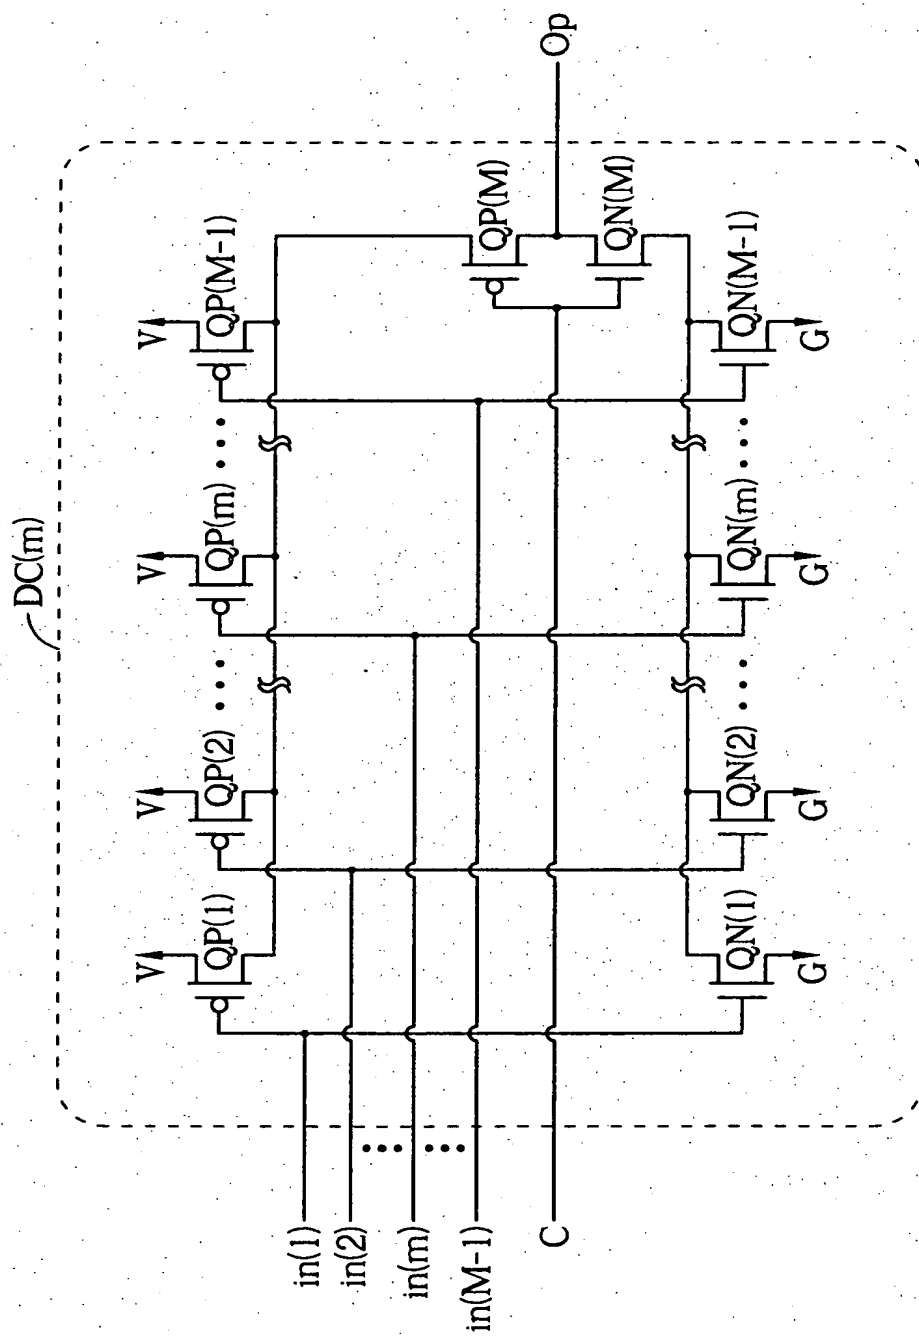 DC(m)
V
V
V
V
QP(1)
QP(2)
QP(m)
QP(M-1)
in(1)
in(2)
in(m)
in(M-1)
C
QP(M)
QN(M)
Op
QN(1)
QN(2)
QN(m)
QN(M-1)
G
G
G
G